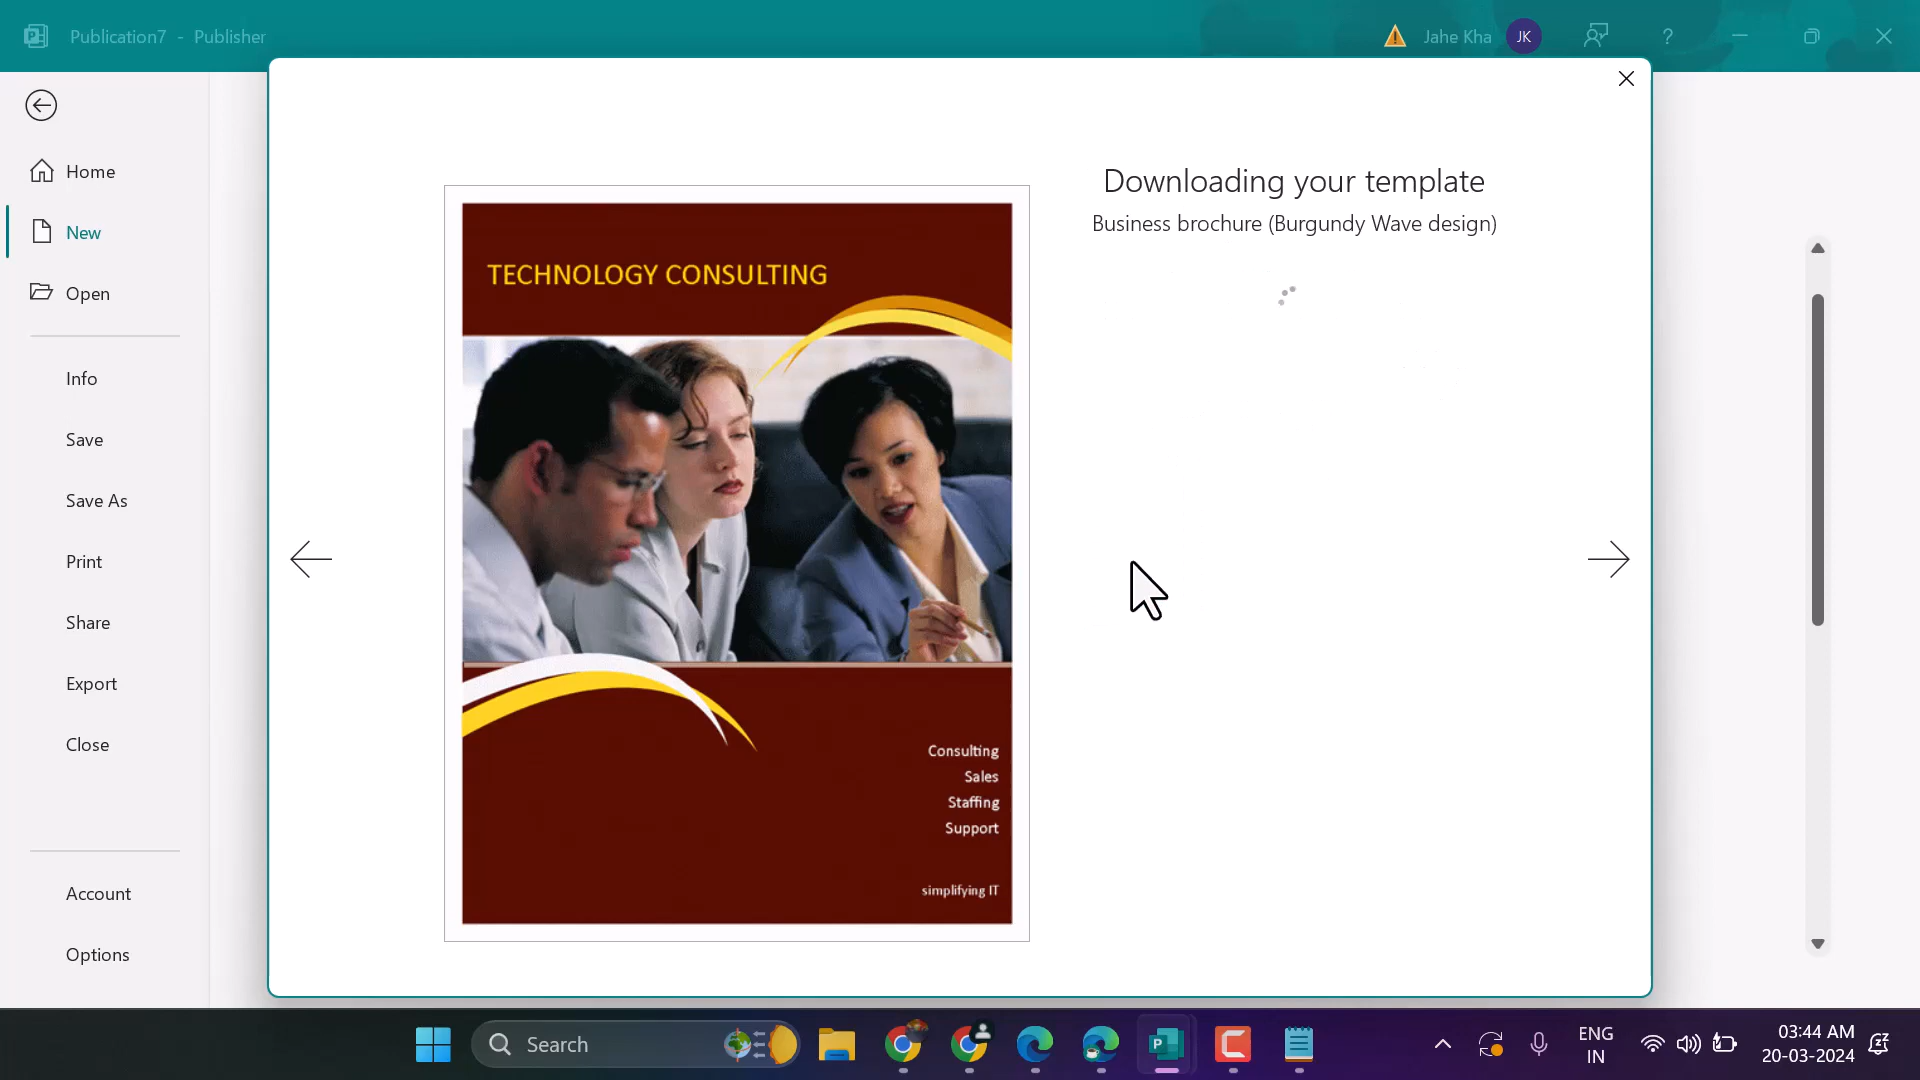 Publication7 - Publisher
Jahe Kha
JK
?
Home
New
Open
Info
Save
Save As
Print
Share
Export
Close
Account
Options
Downloading your template
Business brochure (Burgundy Wave design)
TECHNOLOGY CONSULTING
Consulting
Sales
Staffing
Support
simplifying IT
Search
ENG
IN
03:44 AM
20-03-2024